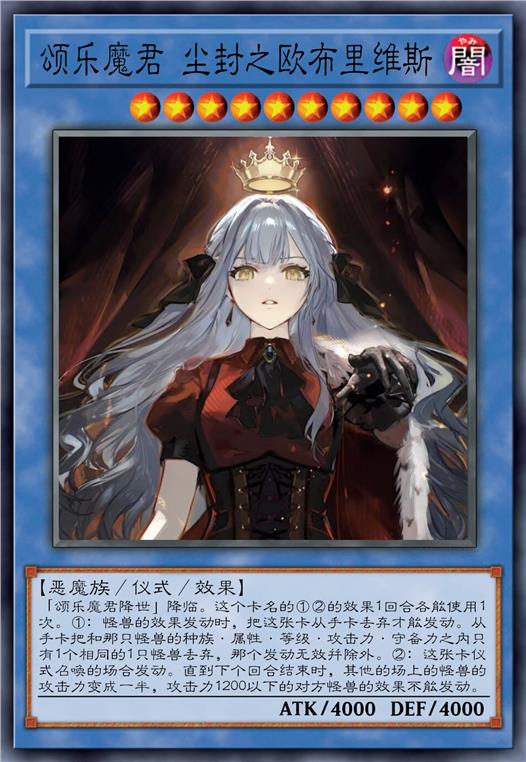 颂乐魔君 尘封之欧布里维斯
やみ
闇
【恶魔族／仪式／效果】
「颂乐魔君降世」降临。这个卡名的①②的效果1回合各能使用1
次。①：怪兽的效果发动时，把这张卡从手卡丢弃才能发动。从
手卡把和那只怪兽的种族·属性·等级·攻击力·守备力之内只
有1个相同的1只怪兽丢弃，那个发动无效并除外。②：这张卡仪
式召唤的场合发动。直到下个回合结束时，其他的场上的怪兽的
攻击力变成一半，攻击力1200以下的对方怪兽的效果不能发动。
ATK/4000 DEF/4000